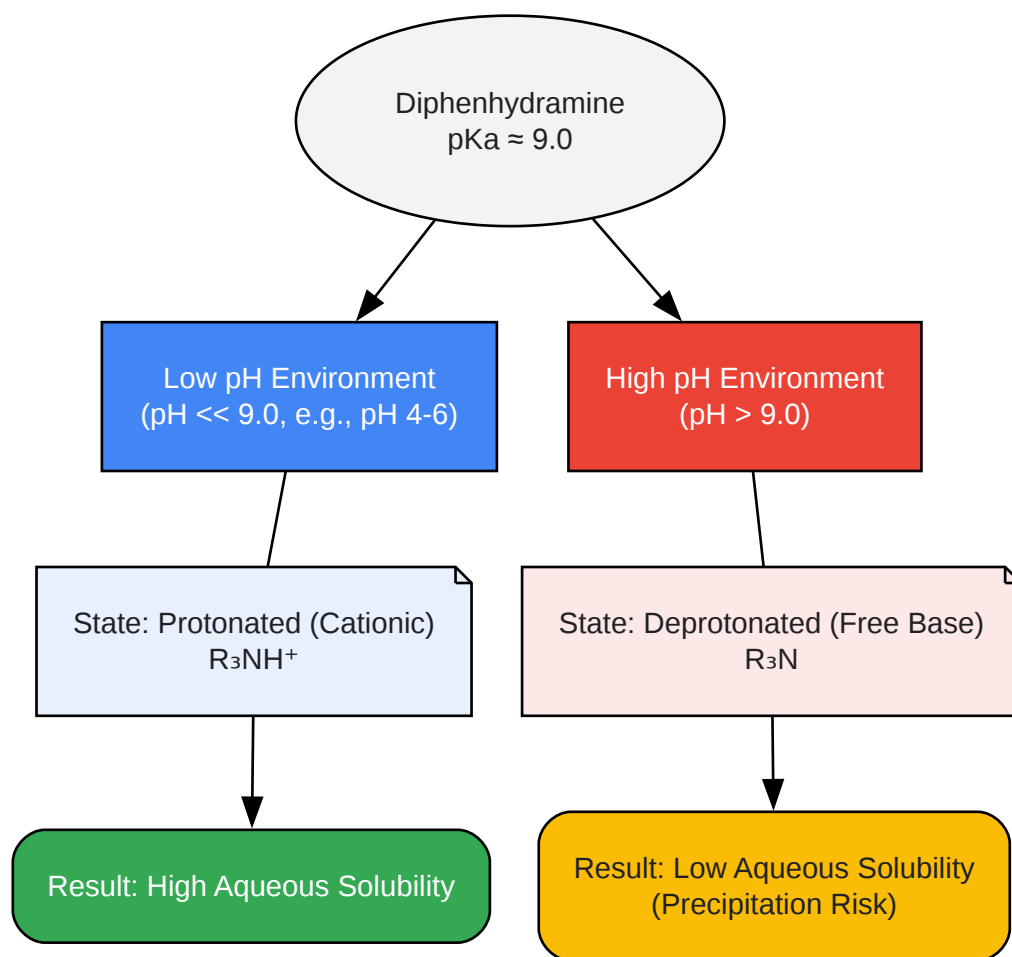 Diphenhydramine
pKa ≈ 9.0
Low pH Environment
(pH << 9.0, e.g., pH 4-6)
High pH Environment
(pH > 9.0)
State: Protonated (Cationic)
R₃NH⁺
State: Deprotonated (Free Base)
R₃N
Result: High Aqueous Solubility
Result: Low Aqueous Solubility
(Precipitation Risk)